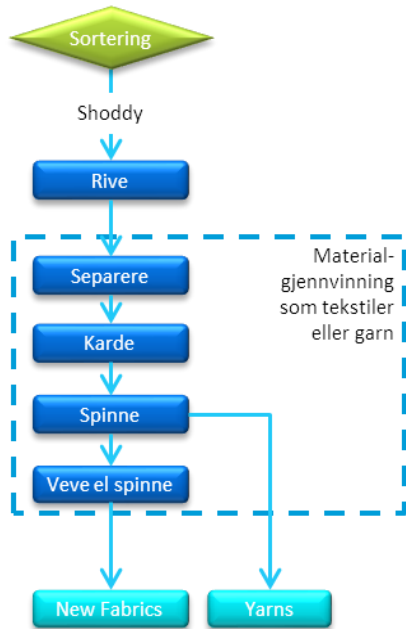 Sortering
Shoddy
Rive
Material-
gjennvinning
som tekstiler
eller garn
Separere
Karde
Spinne
Veve el spinne
New Fabrics
Yarns